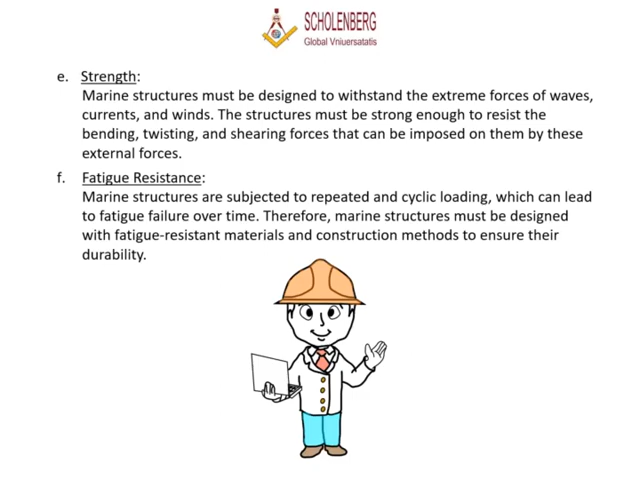 SCHOLENBERG
Global Vniuersatatis
e. Strength:
Marine structures must be designed to withstand the extreme forces of waves,
currents, and winds. The structures must be strong enough to resist the
bending, twisting, and shearing forces that can be imposed on them by these
external forces.
f. Fatigue Resistance:
Marine structures are subjected to repeated and cyclic loading, which can lead
to fatigue failure over time. Therefore, marine structures must be designed
with fatigue-resistant materials and construction methods to ensure their
durability.